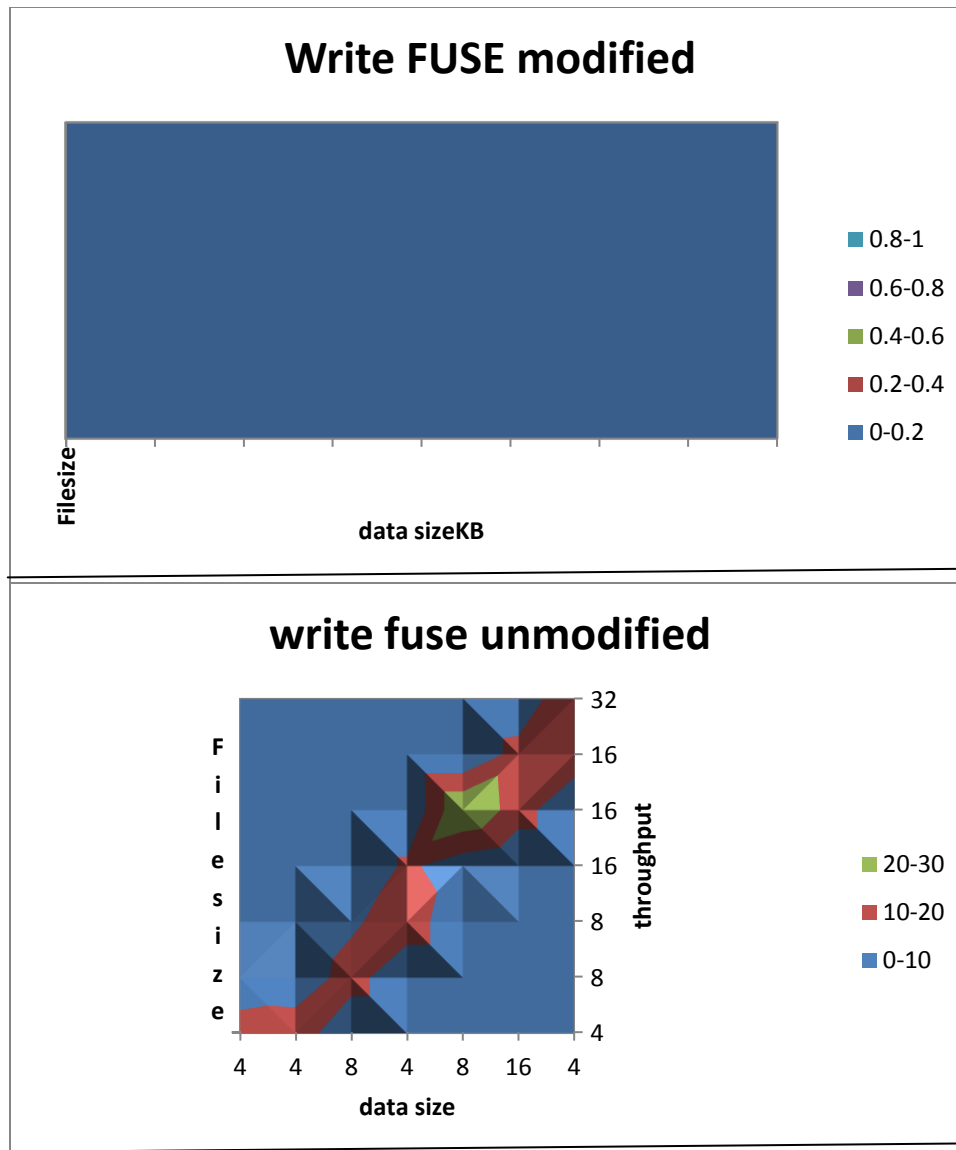 Write FUSE modified
0.8-1
0.6-0.8
0.4-0.6
0.2-0.4
0-0.2
Filesize
data sizeKB
write fuse unmodified
F
i
l
e
s
i
z
e
32
16
16
16
8
8
4
throughput
20-30
10-20
0-10
4 4 8 4 8 16 4
data size